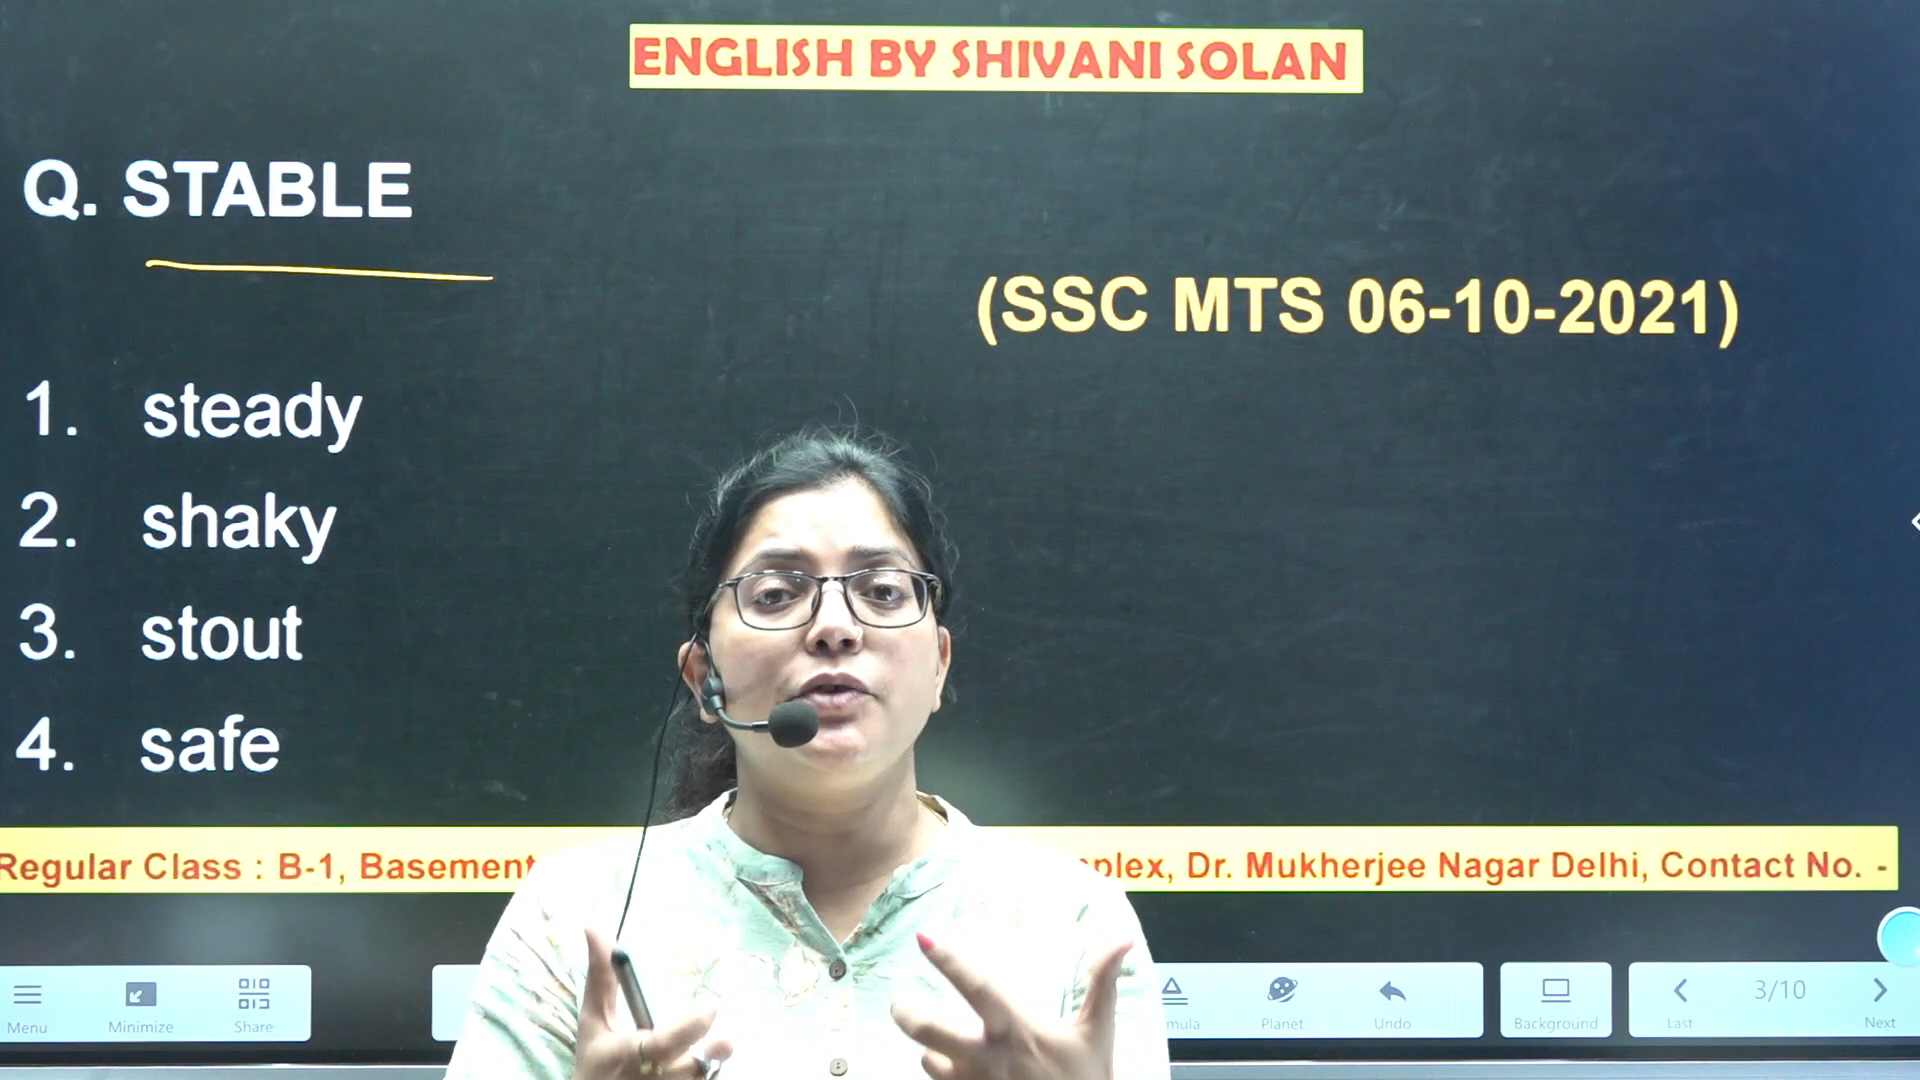 ENGLISH BY SHIVANI SOLAN
Q. STABLE
(SSC MTS 06-10-2021)
1. steady
2. shaky
3. stout
4. safe
Regular Class : B-1, Basement Dr. Mukherjee Nagar Delhi, Contact No. -
Menu Minimize Share Planet Undo Background Last 3/10 Next